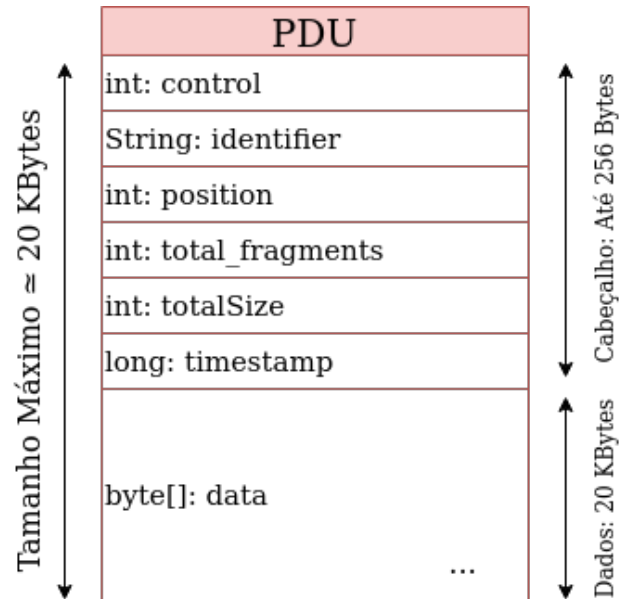 PDU
int: control
String: identifier
int: position
int: total_fragments
int: totalSize
long: timestamp
byte[]: data
...
Tamanho Máximo ≃ 20 KBytes
Cabeçalho: Até 256 Bytes
Dados: 20 KBytes